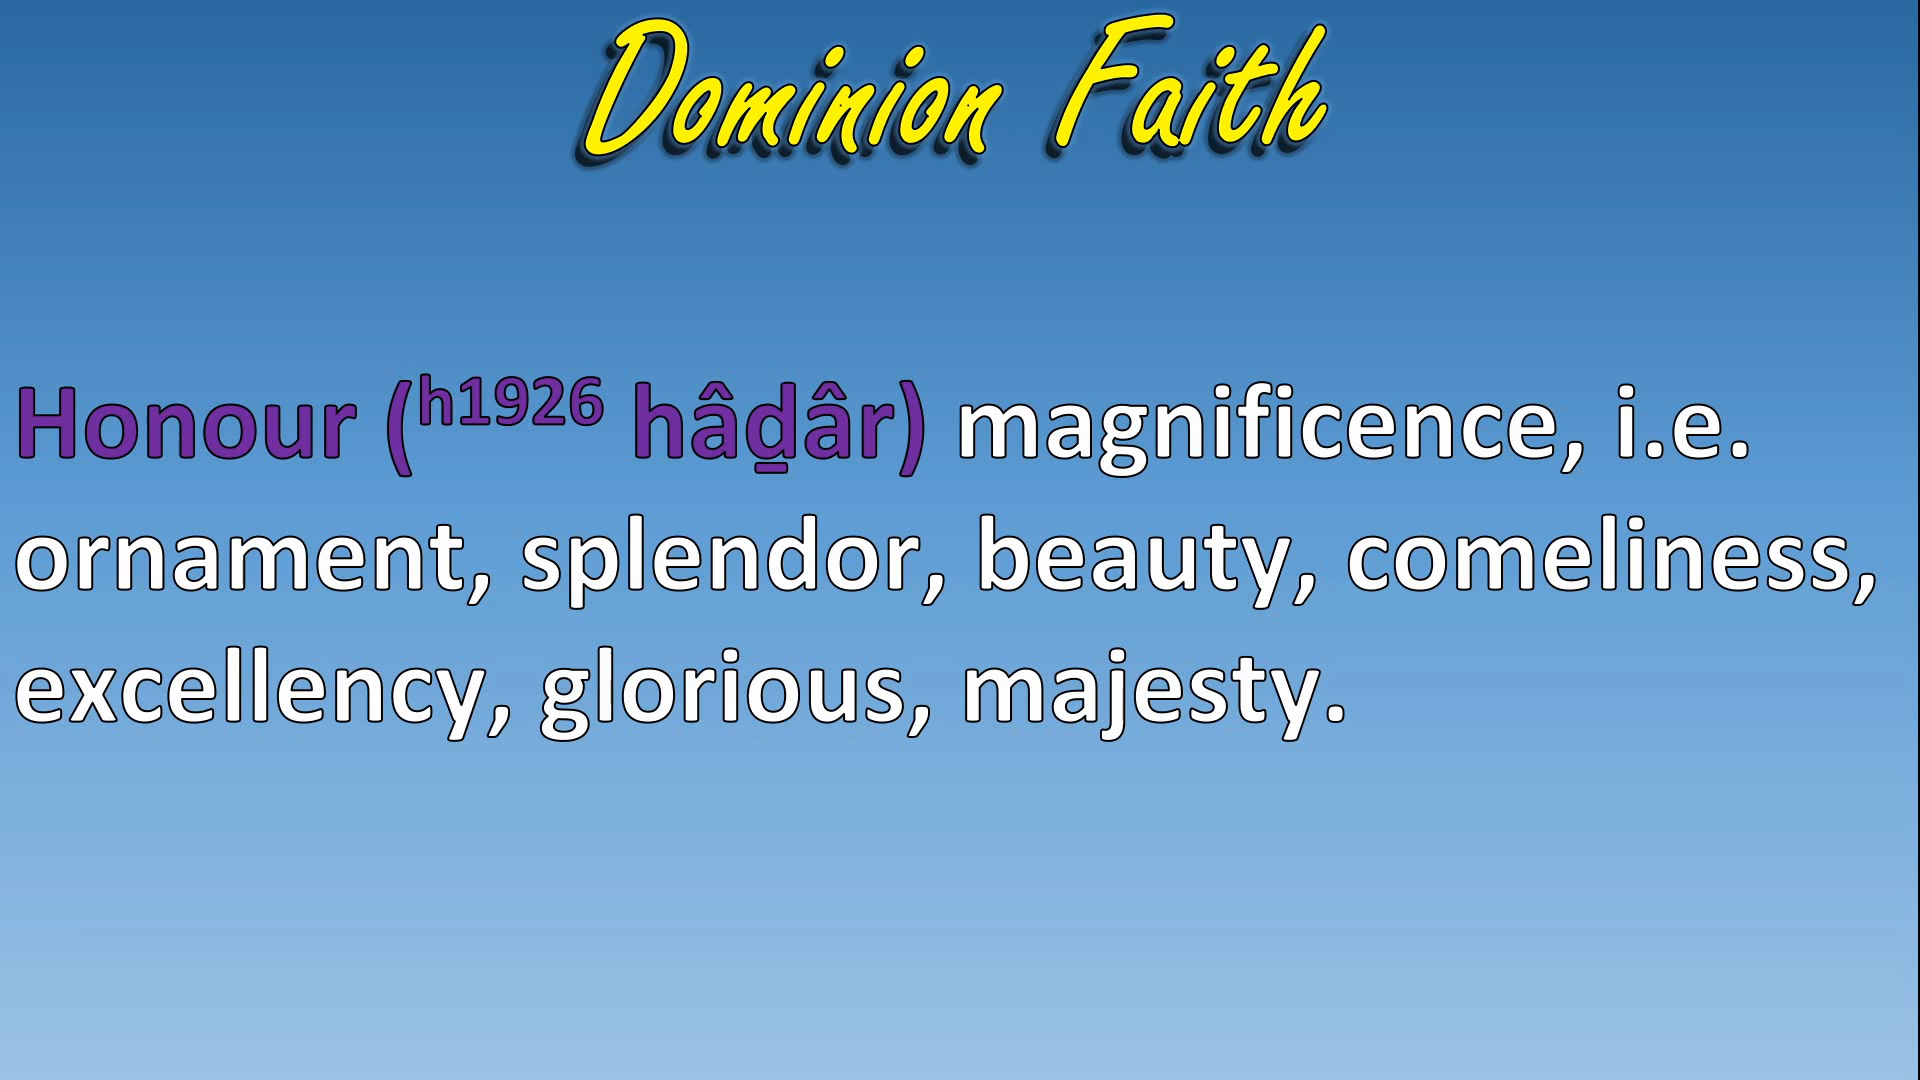 Dominion Faith
Honour (h1926 hâḏâr) magnificence, i.e.
ornament, splendor, beauty, comeliness,
excellency, glorious, majesty.